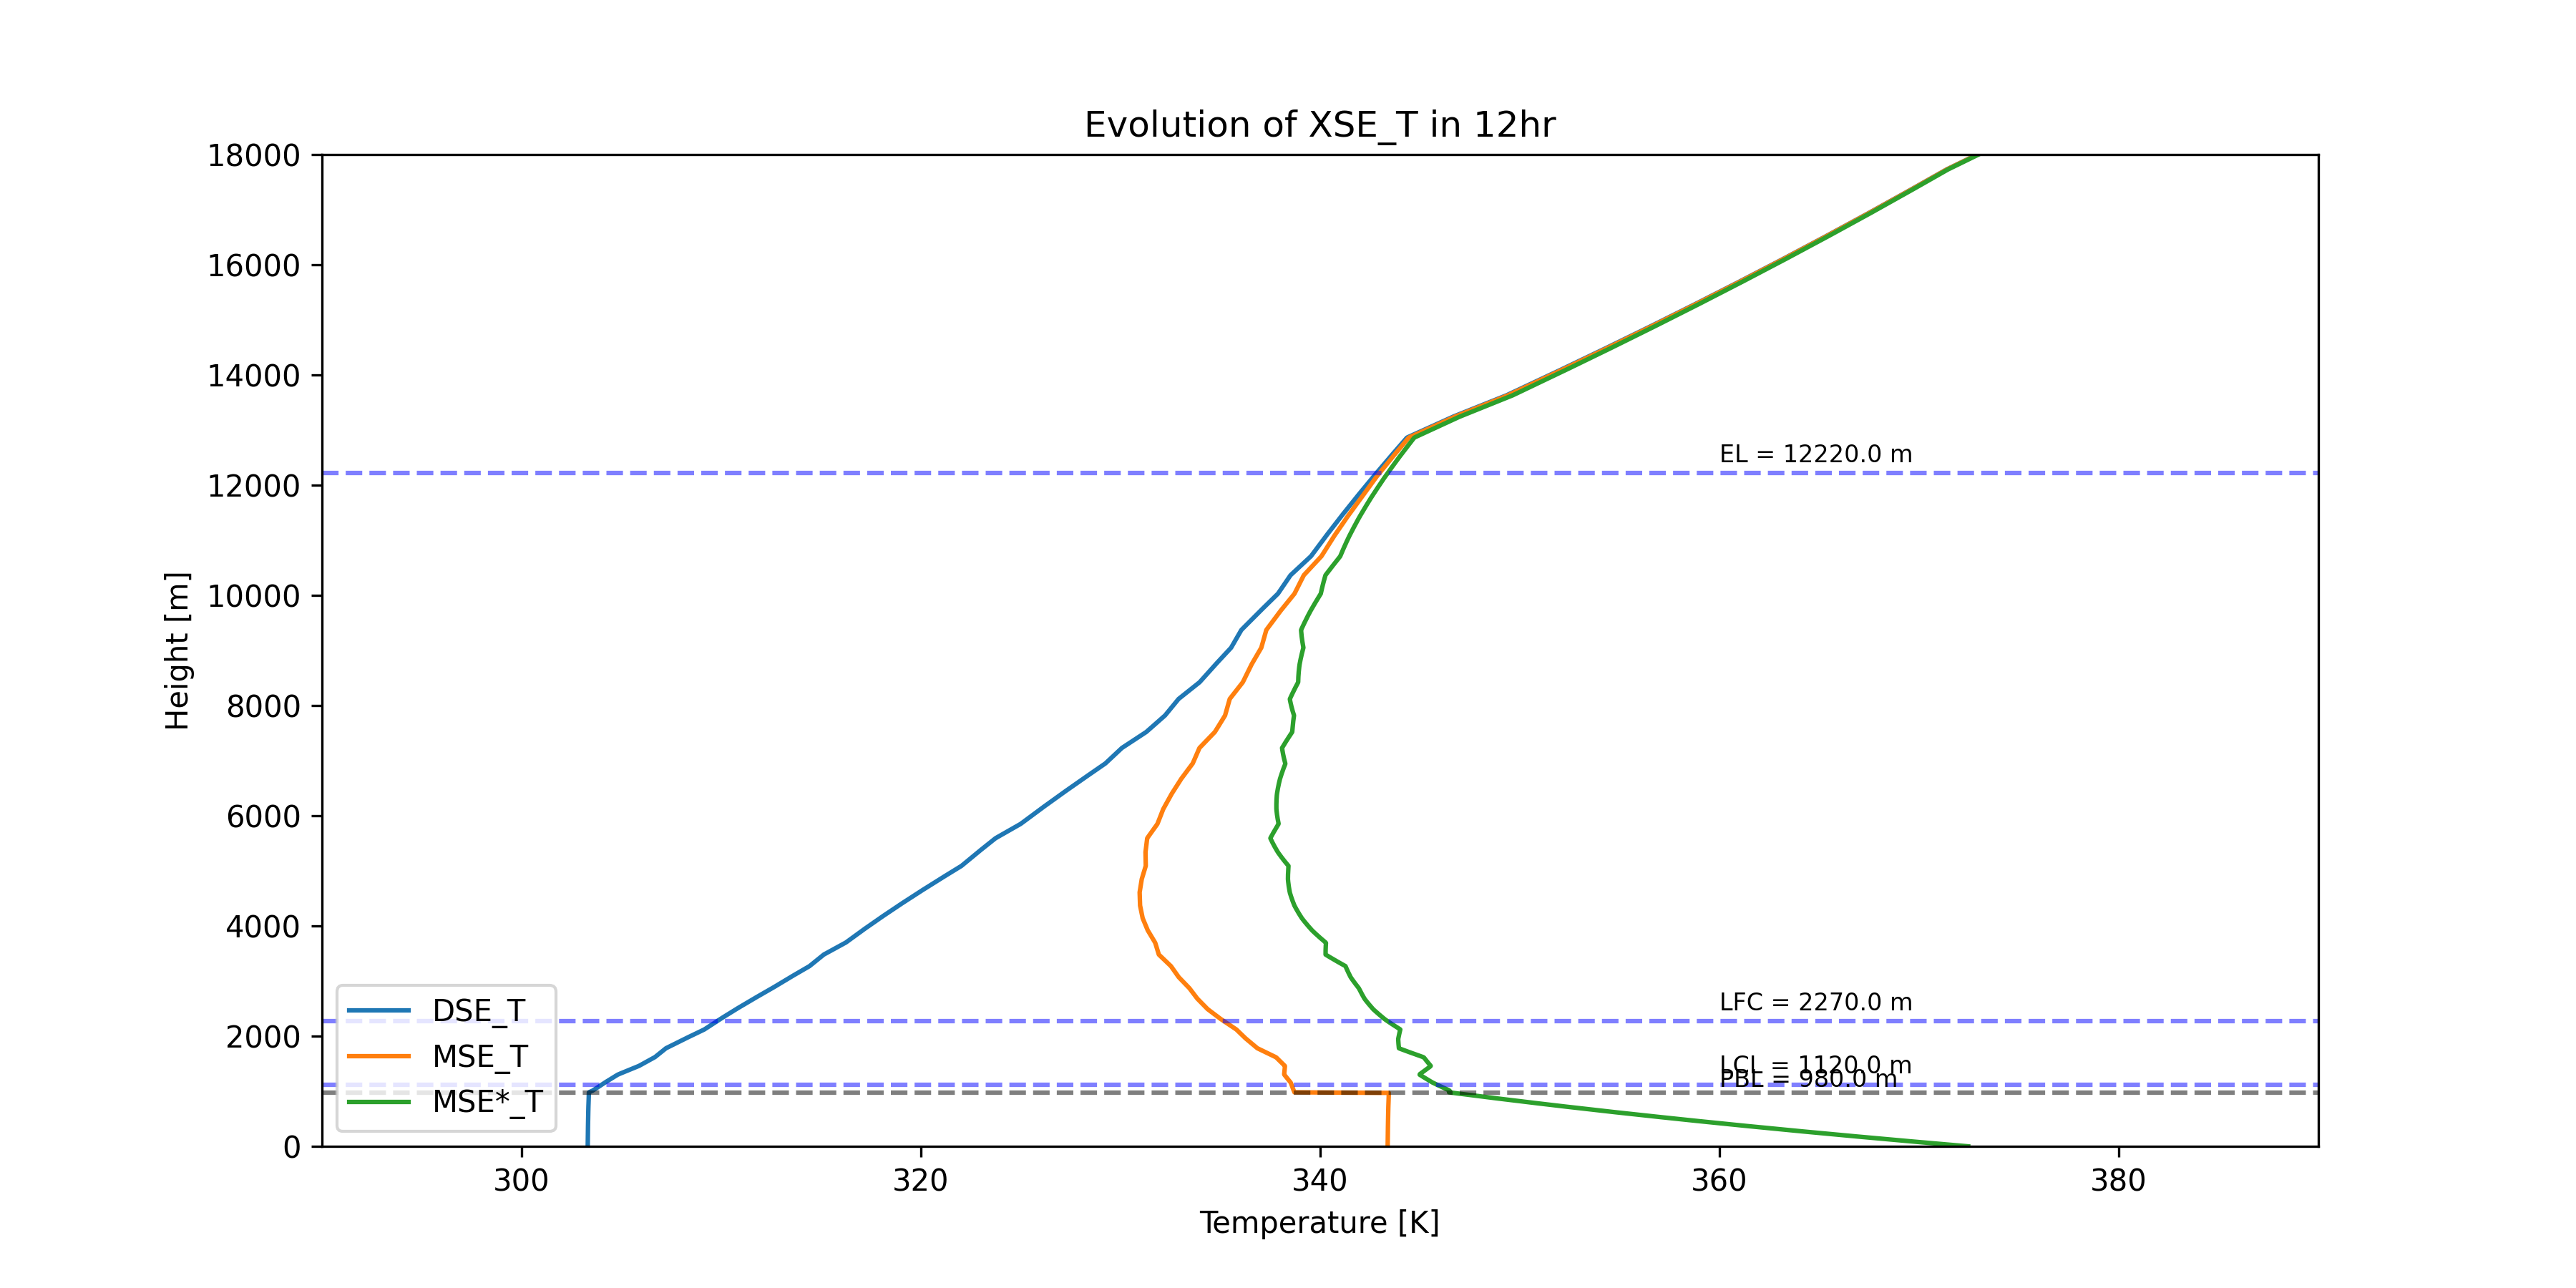 Evolution of XSE_T in 12hr
18000
16000
14000
12000
10000
8000
6000
4000
2000
0
Height [m]
EL = 12220.0 m
LFC = 2270.0 m
LCL = 1120.0 m
PBL = 980.0 m
DSE_T
MSE_T
MSE*_T
300 320 340 360 380
Temperature [K]